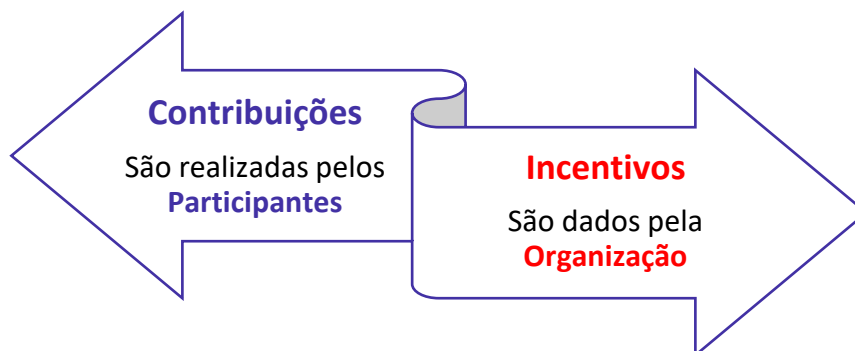 Contribuições
São realizadas pelos
Participantes
Incentivos
São dados pela
Organização